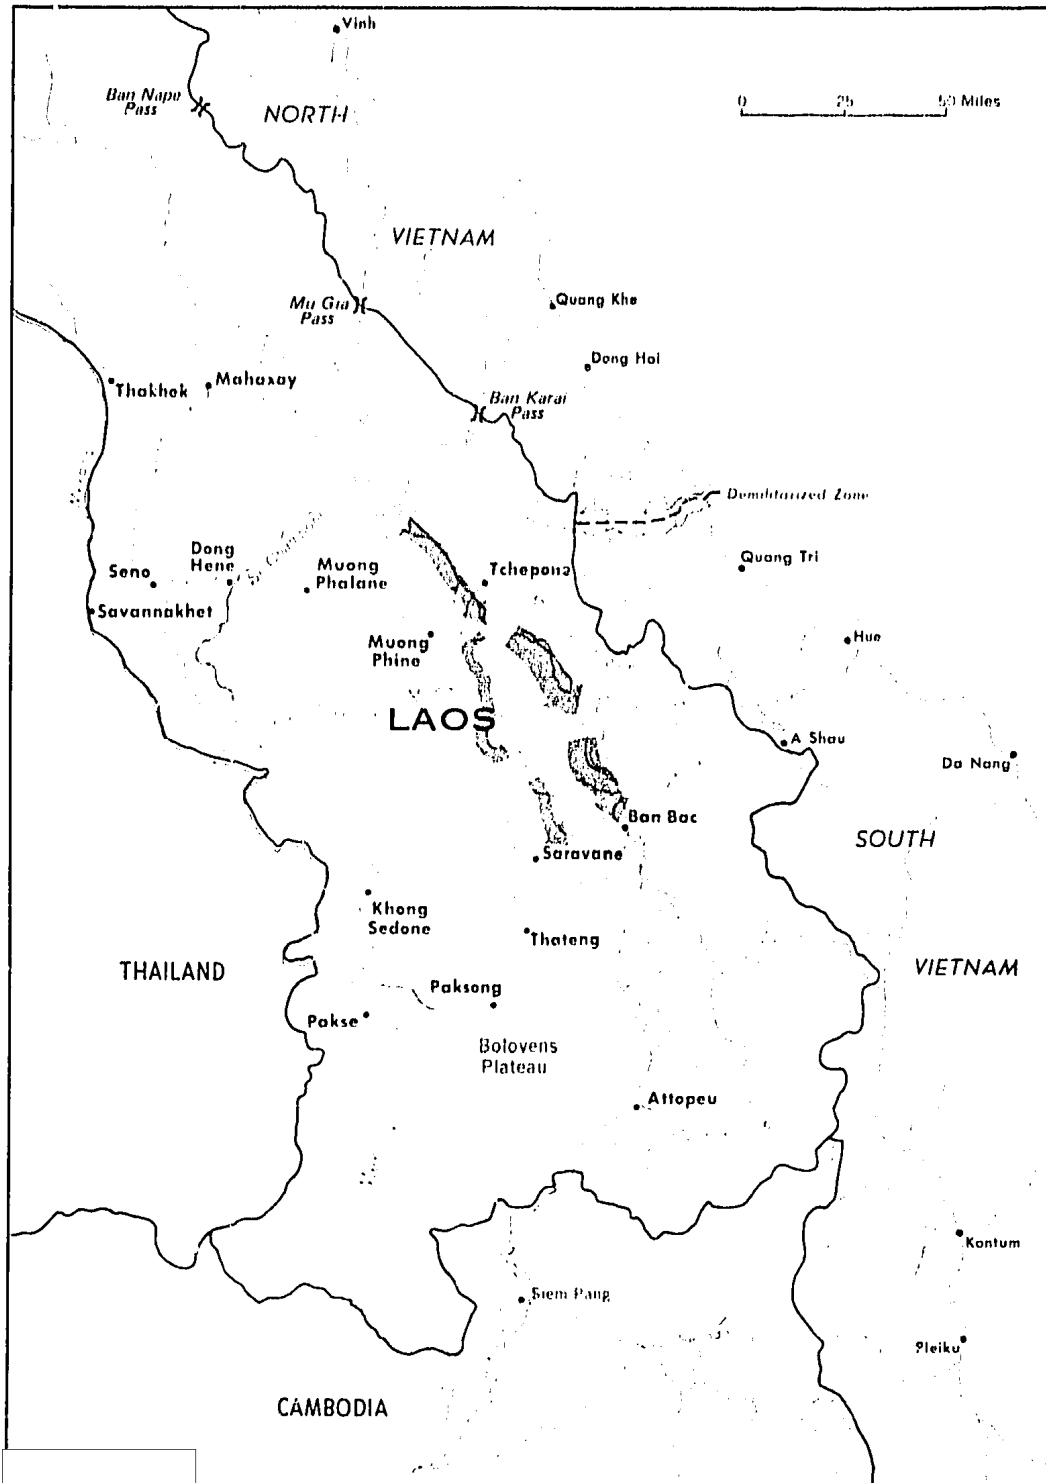 Vinh
Ban Nape
Pass
NORTH
0 25 50 Miles
VIETNAM
Mu Gia
Pass
Quang Khe
Dong Hoi
Thakhek
Mahaxay
Ban Karai
Pass
Demilitarized Zone
Dong
Hene
Seno
Muong
Phalane
Tchepone
Quang Tri
Savannakhet
Muong
Phine
Hue
LAOS
A Shau
Da Nang
Ban Bac
SOUTH
Saravane
Khong
Sedone
Thateng
THAILAND
VIETNAM
Paksong
Pakse
Bolovens
Plateau
Attopeu
Kontum
Siem Pang
Pleiku
CAMBODIA